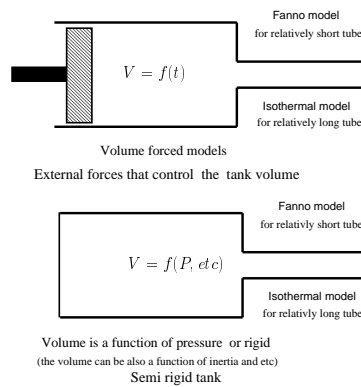 Fanno model
for relatively short tube
V = f(t)
Isothermal model
for relatively long tube
Volume forced models
External forces that control the tank volume
Fanno model
for relativly short tube
V = f(P, etc)
Isothermal model
for relativly long tube
Volume is a function of pressure or rigid
(the volume can be also a function of inertia and etc)
Semi rigid tank